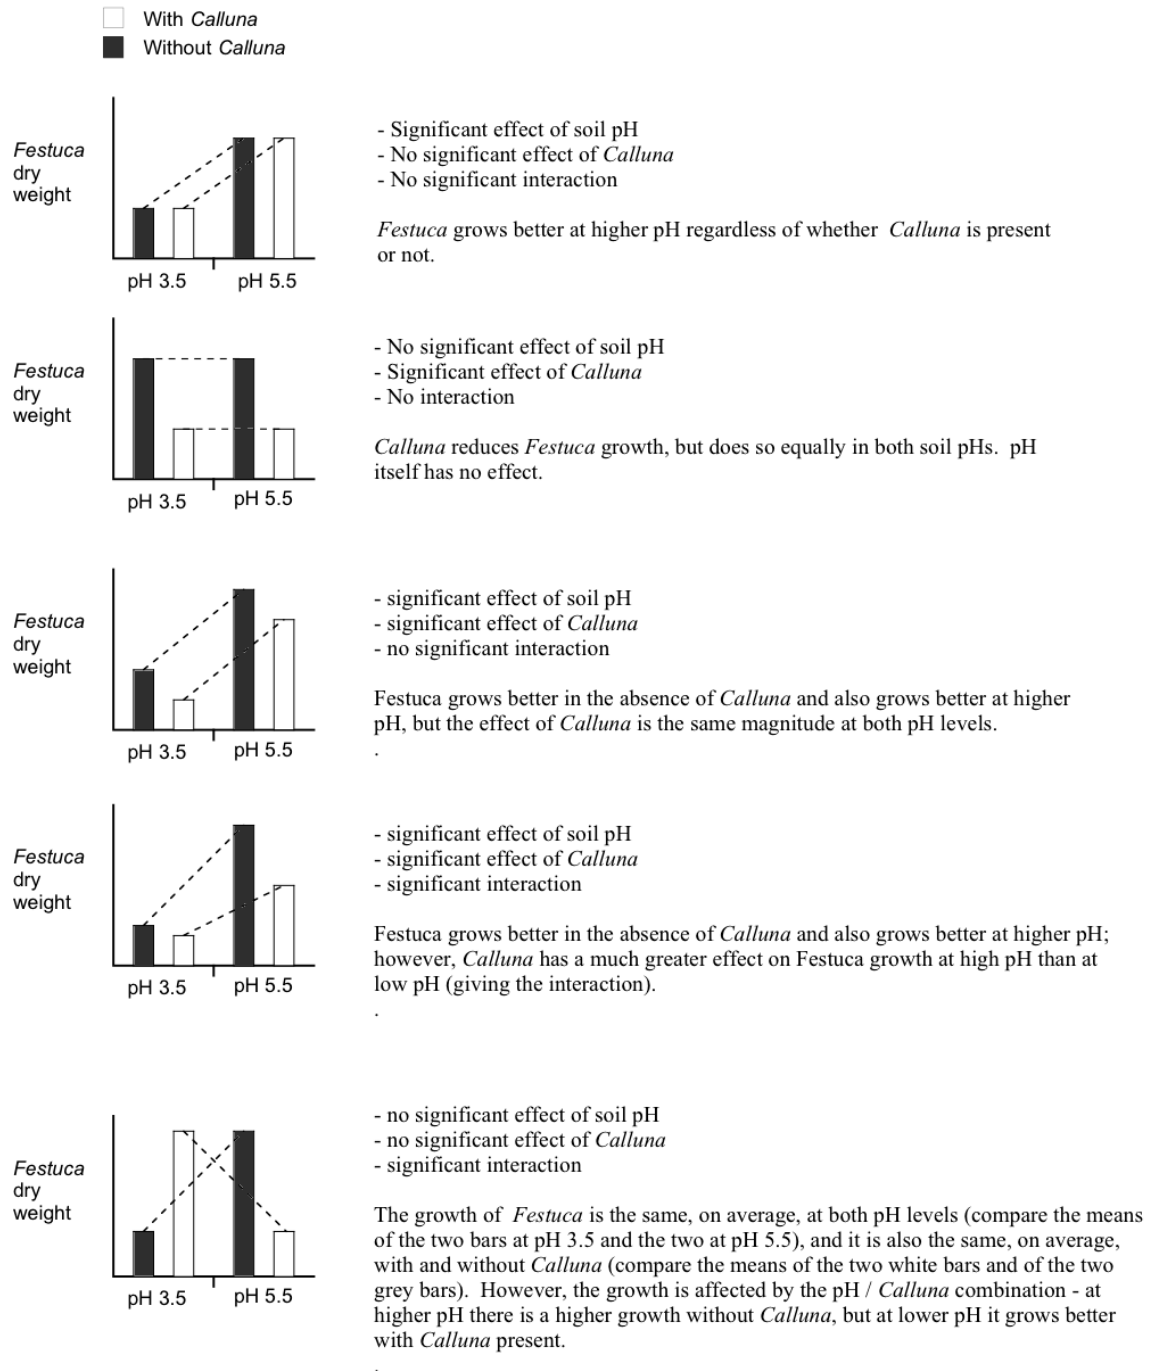 With Calluna
Without Calluna
Festuca
dry
weight
pH 3.5
pH 5.5
- Significant effect of soil pH
- No significant effect of Calluna
- No significant interaction
Festuca grows better at higher pH regardless of whether Calluna is present
or not.
Festuca
dry
weight
pH 3.5
pH 5.5
- No significant effect of soil pH
- Significant effect of Calluna
- No interaction
Calluna reduces Festuca growth, but does so equally in both soil pHs. pH
itself has no effect.
Festuca
dry
weight
pH 3.5
pH 5.5
- significant effect of soil pH
- significant effect of Calluna
- no significant interaction
Festuca grows better in the absence of Calluna and also grows better at higher
pH, but the effect of Calluna is the same magnitude at both pH levels.
.
Festuca
dry
weight
pH 3.5
pH 5.5
- significant effect of soil pH
- significant effect of Calluna
- significant interaction
Festuca grows better in the absence of Calluna and also grows better at higher pH;
however, Calluna has a much greater effect on Festuca growth at high pH than at
low pH (giving the interaction).
.
Festuca
dry
weight
pH 3.5
pH 5.5
- no significant effect of soil pH
- no significant effect of Calluna
- significant interaction
The growth of Festuca is the same, on average, at both pH levels (compare the means
of the two bars at pH 3.5 and the two at pH 5.5), and it is also the same, on average,
with and without Calluna (compare the means of the two white bars and of the two
grey bars). However, the growth is affected by the pH / Calluna combination - at
higher pH there is a higher growth without Calluna, but at lower pH it grows better
with Calluna present.
.